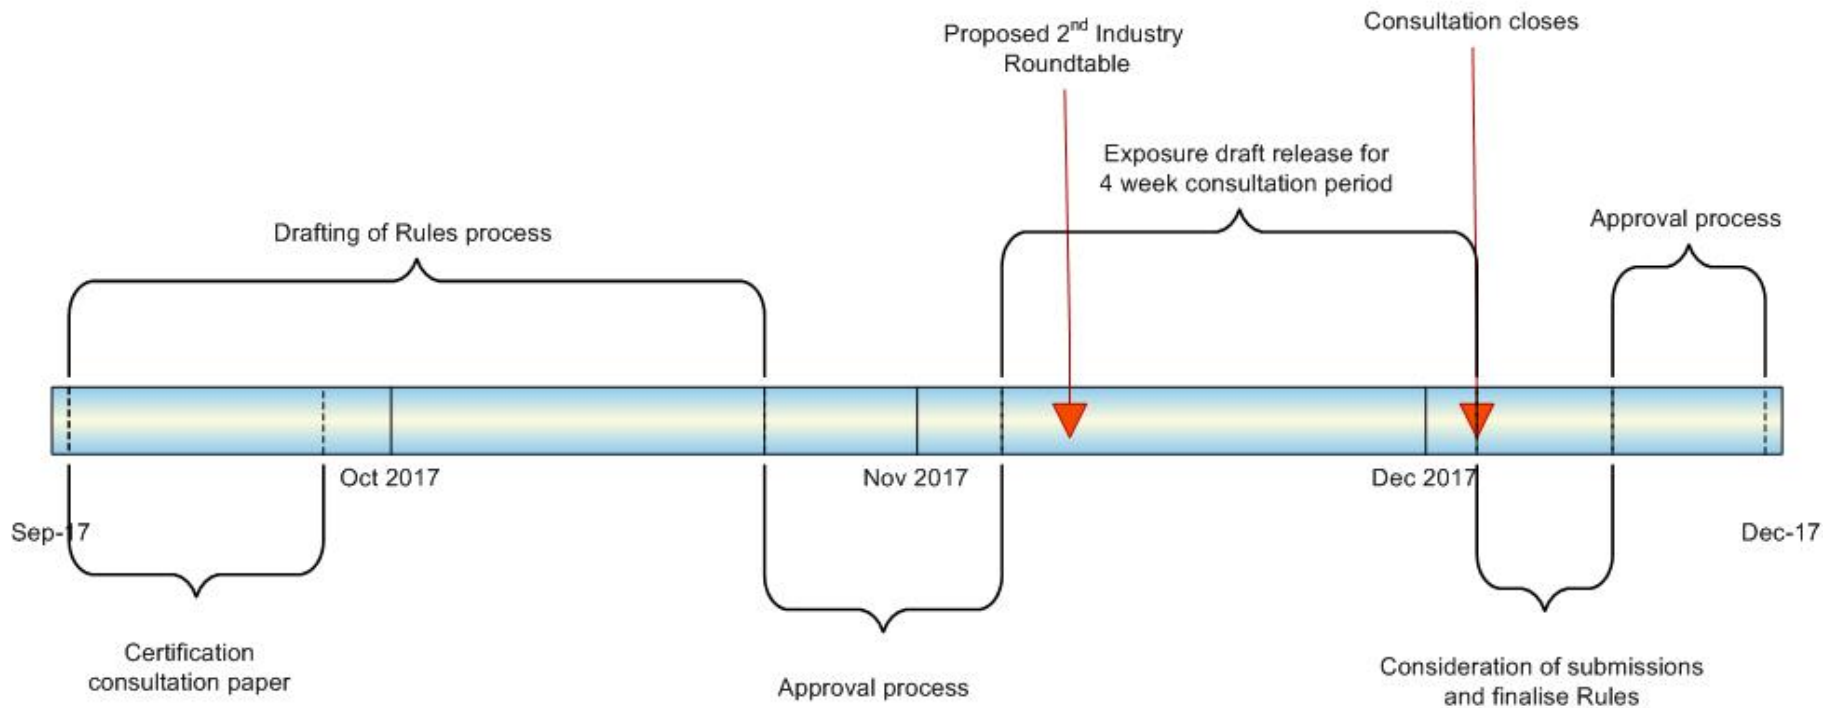 Consultation closes
Proposed 2nd Industry
Roundtable
Exposure draft release for
4 week consultation period
Approval process
Drafting of Rules process
Oct 2017
Nov 2017
Dec 2017
Sep-17
Dec-17
Certification
consultation paper
Approval process
Consideration of submissions
and finalise Rules